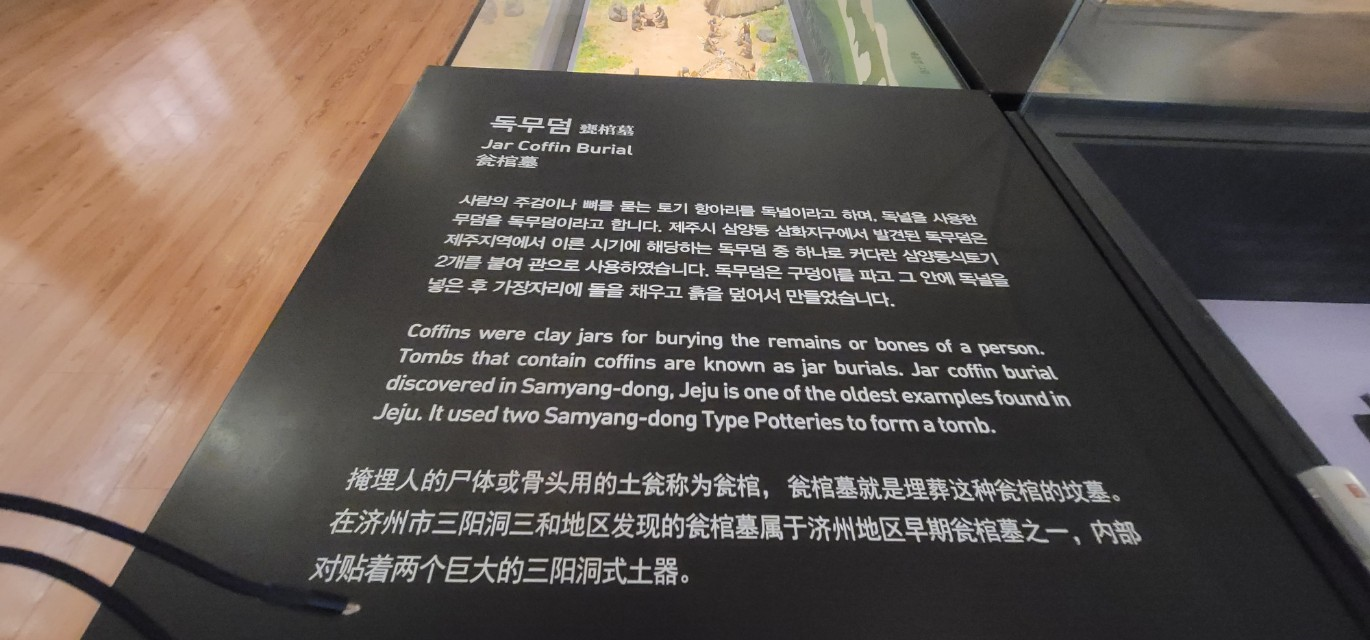 독무덤 甕棺墓
Jar Coffin Burial
瓮棺墓
사람의 주검이나 뼈를 묻는 토기 항아리를 독널이라고 하며, 독널을 사용한
무덤을 독무덤이라고 합니다. 제주시 삼양동 삼화지구에서 발견된 독무덤은
제주지역에서 이른 시기에 해당하는 독무덤 중 하나로 커다란 삼양동식토기
2개를 붙여 관으로 사용하였습니다. 독무덤은 구덩이를 파고 그 안에 독널을
넣은 후 가장자리에 돌을 채우고 흙을 덮어서 만들었습니다.
Coffins were clay jars for burying the remains or bones of a person.
Tombs that contain coffins are known as jar burials. Jar coffin burial
discovered in Samyang-dong, Jeju is one of the oldest examples found in
Jeju. It used two Samyang-dong Type Potteries to form a tomb.
掩埋人的尸体或骨头用的土瓮称为瓮棺，瓮棺墓就是埋葬这种瓮棺的坟墓。
在济州市三阳洞三和地区发现的瓮棺墓属于济州地区早期瓮棺墓之一，内部
对贴着两个巨大的三阳洞式土器。